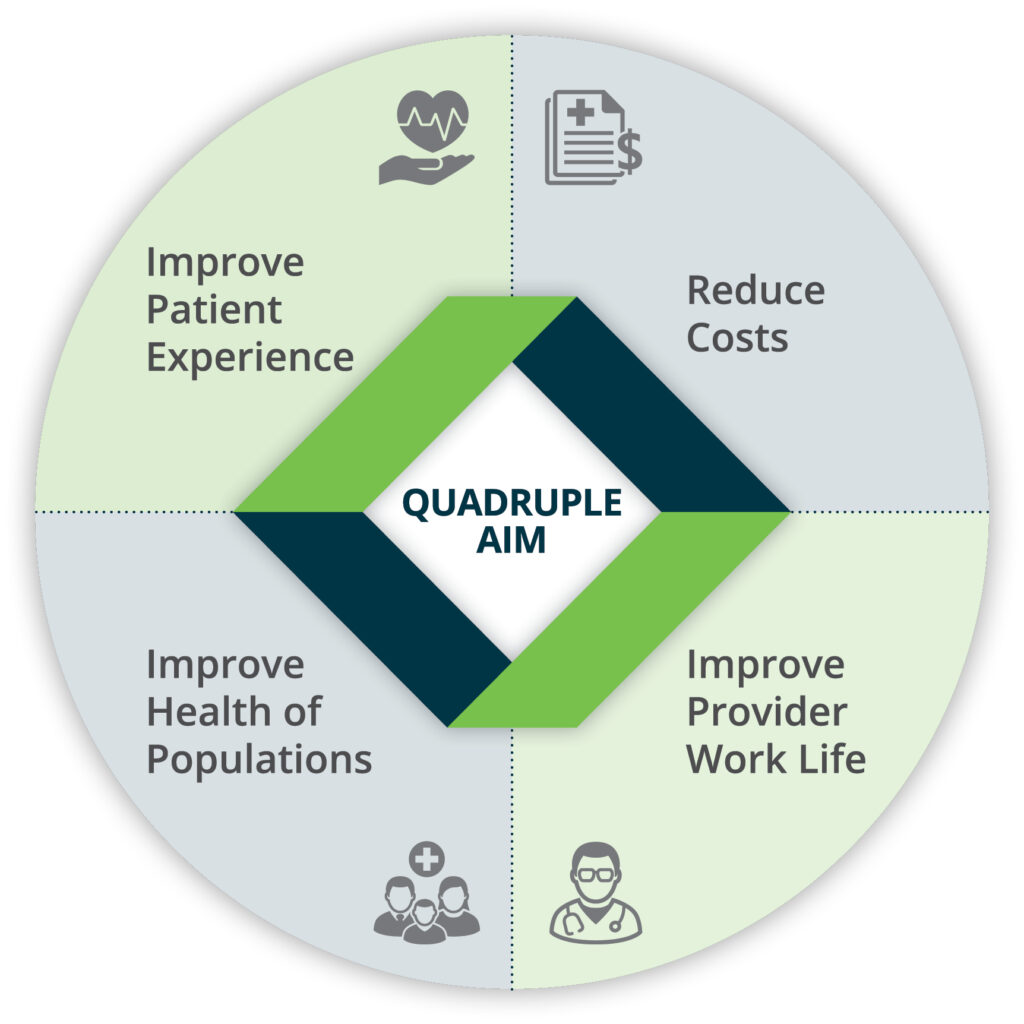 Improve
Patient
Experience
Reduce
Costs
QUADRUPLE
AIM
Improve
Health of
Populations
Improve
Provider
Work Life
$